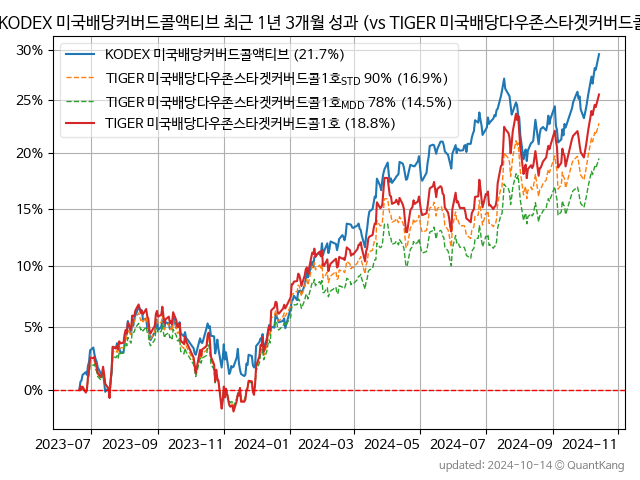 KODEX 미국배당커버드콜액티브 최근 1년 3개월 성과 (vs TIGER 미국배당다우존스타겟커버드콜
30%
25%
20%
15%
10%
5%
0%
KODEX 미국배당커버드콜액티브 (21.7%)
TIGER 미국배당다우존스타겟커버드콜1호STD 90% (16.9%)
TIGER 미국배당다우존스타겟커버드콜1호MDD 78% (14.5%)
TIGER 미국배당다우존스타겟커버드콜1호 (18.8%)
2023-07 2023-09 2023-11 2024-01 2024-03 2024-05 2024-07 2024-09 2024-11
updated: 2024-10-14 © QuantKang